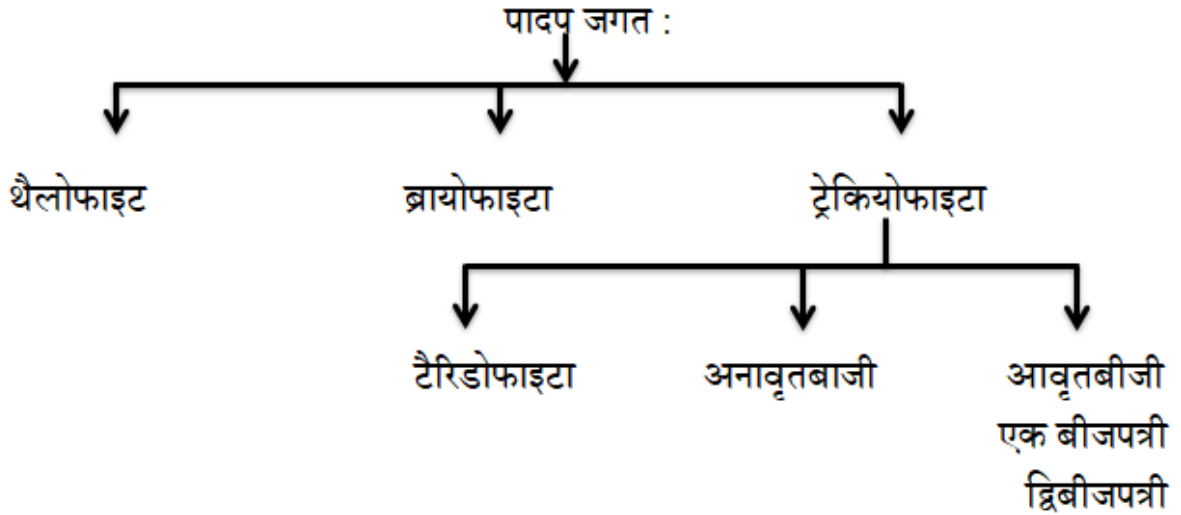 पादप जगत :
थैलोफाइट ब्रायोफाइटा ट्रेकियोफाइटा
टैरिडोफाइटा अनावृतबाजी आवृतबीजी
एक बीजपत्री
द्विबीजपत्री